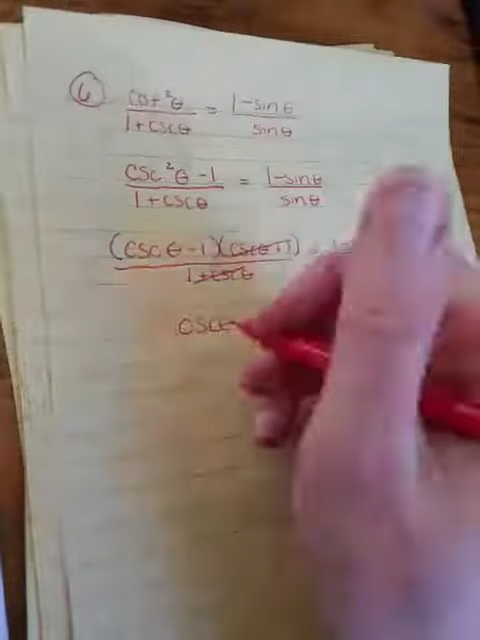 6 cot²θ / 1+cscθ = 1-sinθ / sinθ
csc²θ-1 / 1+cscθ = 1-sinθ / sinθ
(cscθ-1)(cscθ+1) / 1+cscθ = 1-
csc